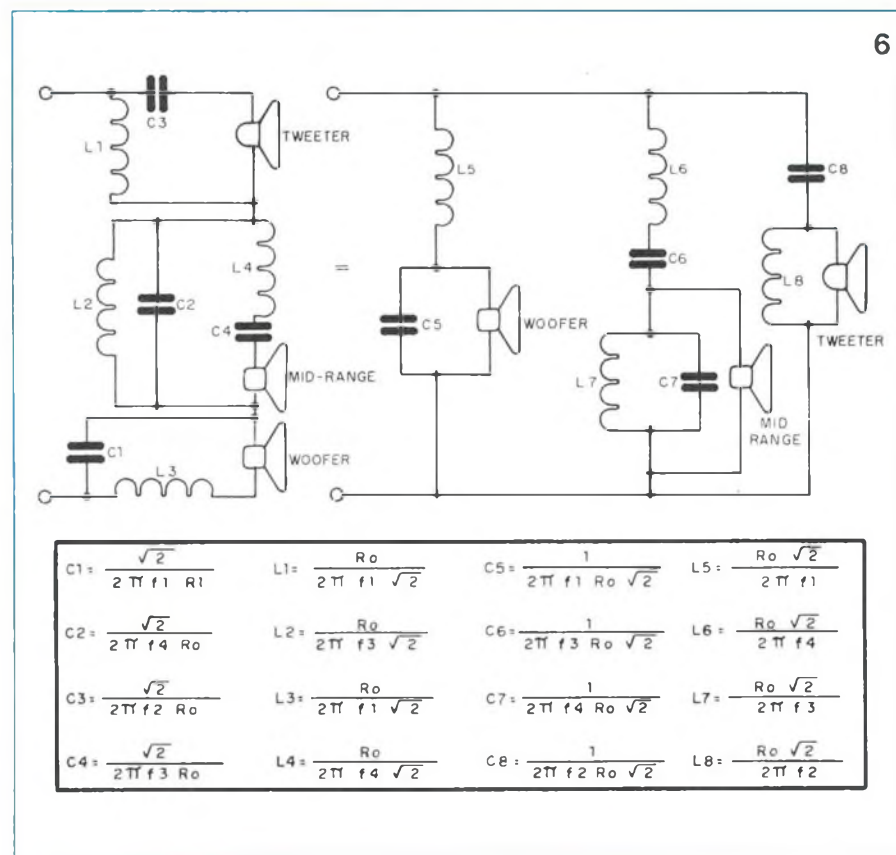 6
C3
TWEETER
L1
L5
L6
C8
L4
=
L2
C2
C6
L8
C4
C5
WOOFER
TWEETER
MID-RANGE
L7
C7
MID
RANGE
C1
WOOFER
L3
C1 = √2 / 2 π f1 R1
L1 = Ro / 2π f1 √2
C5 = 1 / 2π f1 Ro √2
L5 = Ro √2 / 2π f1
C2 = √2 / 2π f4 Ro
L2 = Ro / 2π f3 √2
C6 = 1 / 2π f3 Ro √2
L6 = Ro √2 / 2π f4
C3 = √2 / 2π f2 Ro
L3 = Ro / 2π f1 √2
C7 = 1 / 2π f4 Ro √2
L7 = Ro √2 / 2π f3
C4 = √2 / 2π f3 Ro
L4 = Ro / 2π f4 √2
C8 = 1 / 2π f2 Ro √2
L8 = Ro √2 / 2π f2